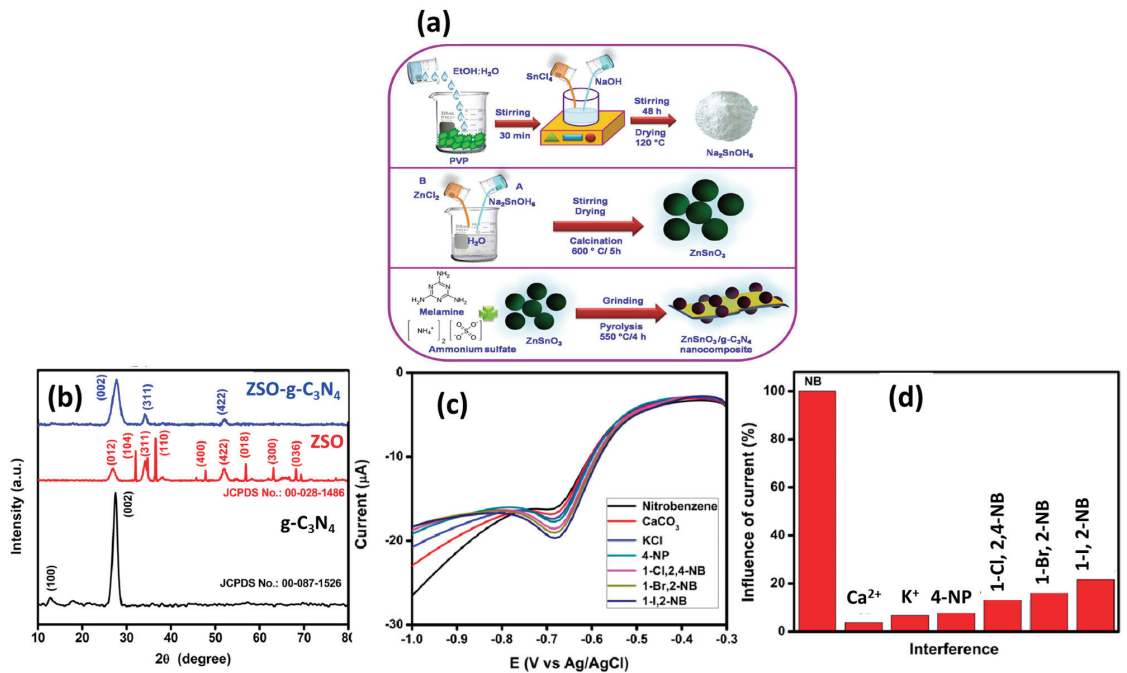 (a)
EtOH:H₂O
PVP
Stirring
30 min
SnCl₄
NaOH
Stirring
48 h
Drying
120 °C
Na₂SnOH₆
B
ZnCl₂
A
Na₂SnOH₆
H₂O
Stirring
Drying
Calcination
600 ° C/ 5h
ZnSnO₃
NH₂
N
N
H₂N
N
NH₂
Melamine
[NH₄⁺]₂
O
⁻O-S-O⁻
O
Ammonium sulfate
ZnSnO₃
Grinding
Pyrolysis
550 °C/4 h
ZnSnO₃/g-C₃N₄
nanocomposite
(b)
Intensity (a.u.)
(002)
(311)
(422)
ZSO-g-C₃N₄
(012)
(104)
(311)
(110)
(400)
(422)
(018)
(300)
(036)
ZSO
JCPDS No.: 00-028-1486
(100)
(002)
g-C₃N₄
JCPDS No.: 00-087-1526
10 20 30 40 50 60 70 80
2θ (degree)
(c)
Current (μA)
0
-10
-20
-30
Nitrobenzene
CaCO₃
KCl
4-NP
1-Cl,2,4-NB
1-Br,2-NB
1-I,2-NB
-1.0 -0.9 -0.8 -0.7 -0.6 -0.5 -0.4 -0.3
E (V vs Ag/AgCl)
(d)
Influence of current (%)
100
80
60
40
20
0
NB
Ca²⁺
K⁺
4-NP
1-Cl, 2,4-NB
1-Br, 2-NB
1-I, 2-NB
Interference